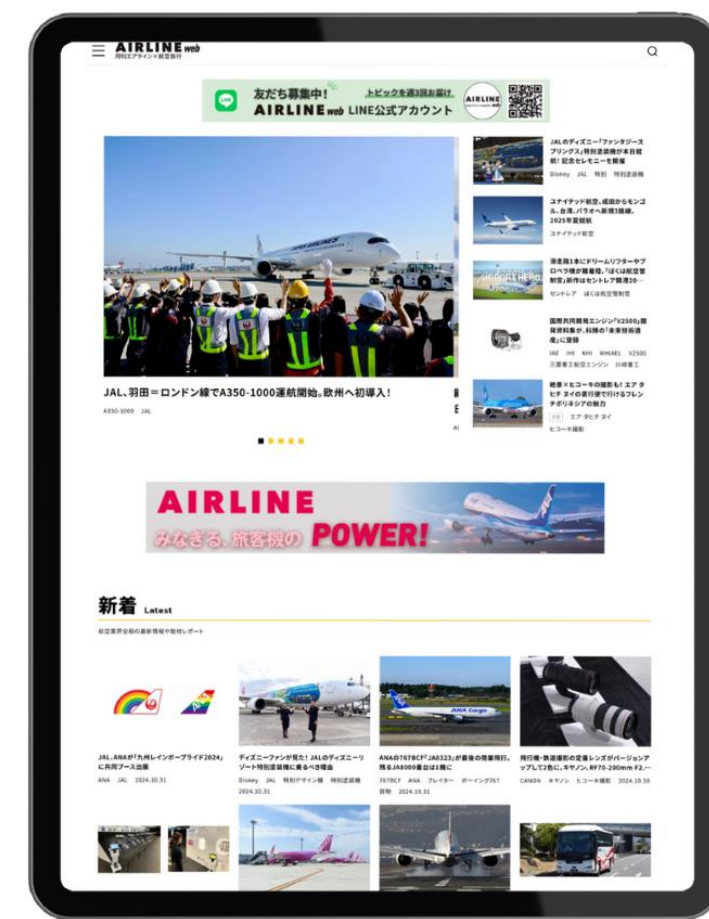 AIRLINE web
月刊エアライン×航空旅行
友だち募集中!
トピックを週3回お届け
AIRLINE web LINE公式アカウント
AIRLINE
web
JAPAN AIRLINES
JAL、羽田＝ロンドン線でA350-1000運航開始。欧州へ初導入!
A350-1000 JAL
JALのディズニー「ファンタジース
プリングス」特別塗装機が本日就
航! 記念セレモニーを開催
Disney JAL 特別 特別塗装機
ユナイテッド航空、成田からモンゴ
ル、台湾、パラオへ新規3路線。
2025年夏就航
ユナイテッド航空
滑走路1本にドリームリフターやプ
ロペラ機が離着陸。「ぼくは航空管
制官」新作はセントレア開港20…
セントレア ぼくは航空管制官
国際共同開発エンジン「V2500」開
発資料集が、科博の「未来技術遺
産」に登録
IAE IHI KHI MHIAEL V2500
三菱重工航空エンジン 川崎重工
絶景×ヒコーキの撮影も! エア タ
ヒチ ヌイの直行便で行けるフレン
チポリネシアの魅力
PR エア タヒチ ヌイ
ヒコーキ撮影
AIRLINE
みなぎる、旅客機の POWER!
新着 Latest
航空業界全般の最新情報や取材レポート
JAL、ANAが「九州レインボープライド2024」
に共同ブース出展
ANA JAL 2024.10.31
ディズニーファンが見た! JALのディズニーリ
ゾート特別塗装機に乗るべき理由
Disney JAL 特別デザイン機 特別塗装機
2024.10.31
ANA Cargo
ANAの767BCF「JA8323」が最後の商業飛行。
残るJA8000番台は1機に
767BCF ANA フレイター ボーイング767
貨物 2024.10.31
飛行機・鉄道撮影の定番レンズがバージョンア
ップして2色に。キヤノン、RF70-200mm F2.…
CANON キヤノン ヒコーキ撮影 2024.10.30